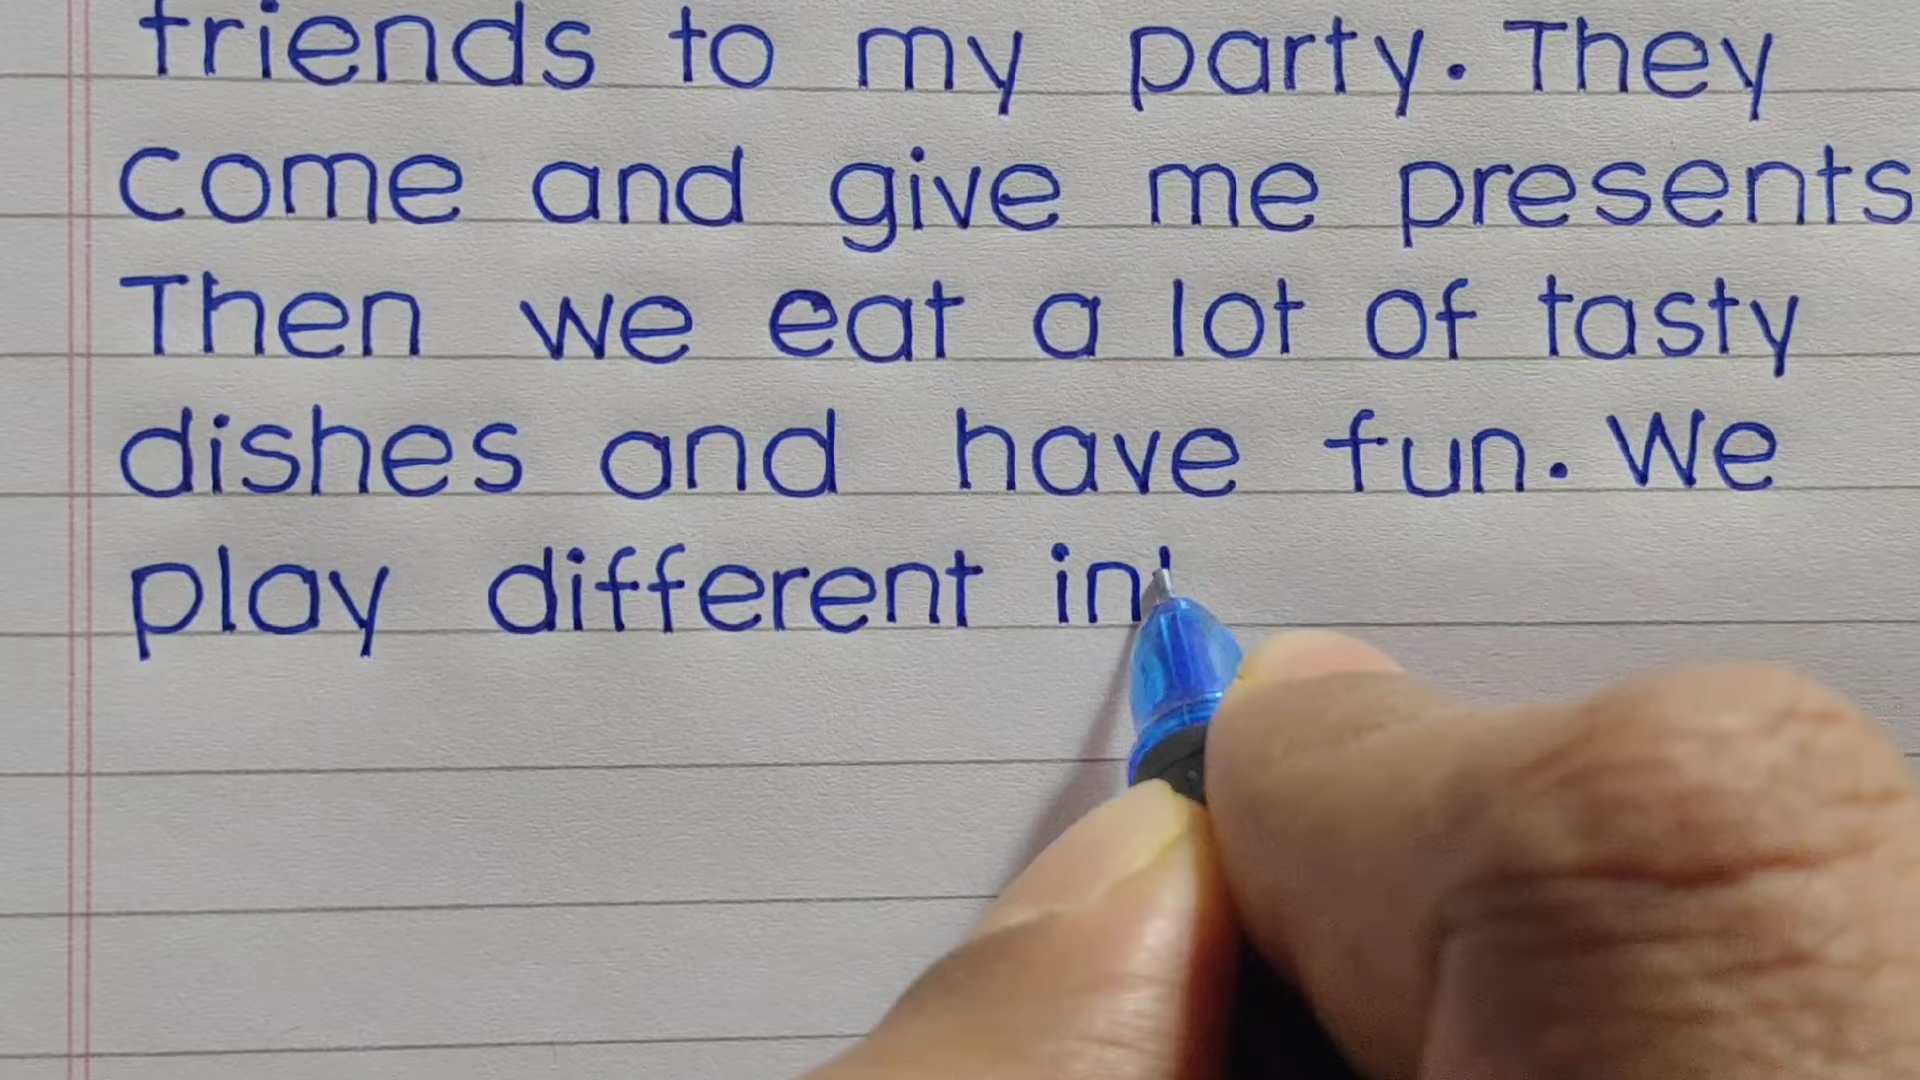 friends to my party. They
come and give me presents
Then we eat a lot of tasty
dishes and have fun. We
play different in